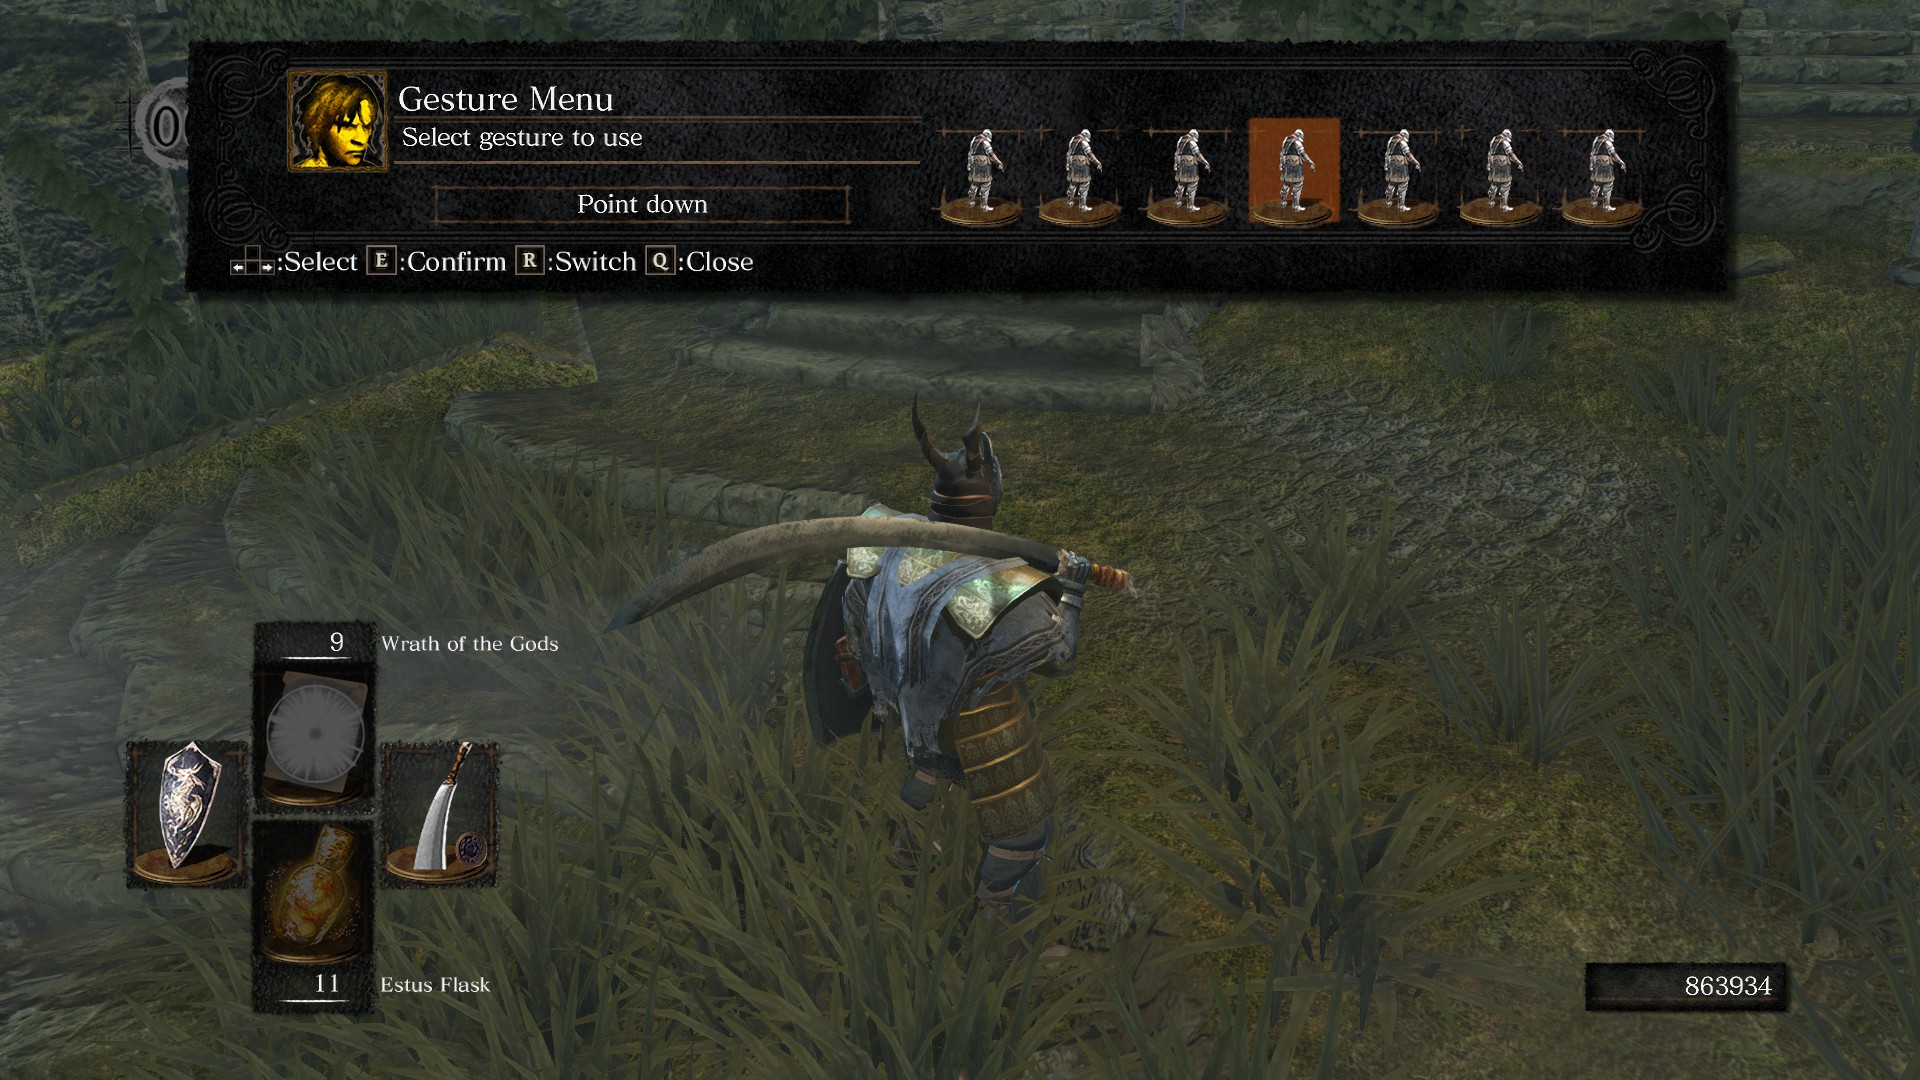 Gesture Menu
Select gesture to use
Point down
:Select E:Confirm R:Switch Q:Close
9 Wrath of the Gods
11 Estus Flask
863934